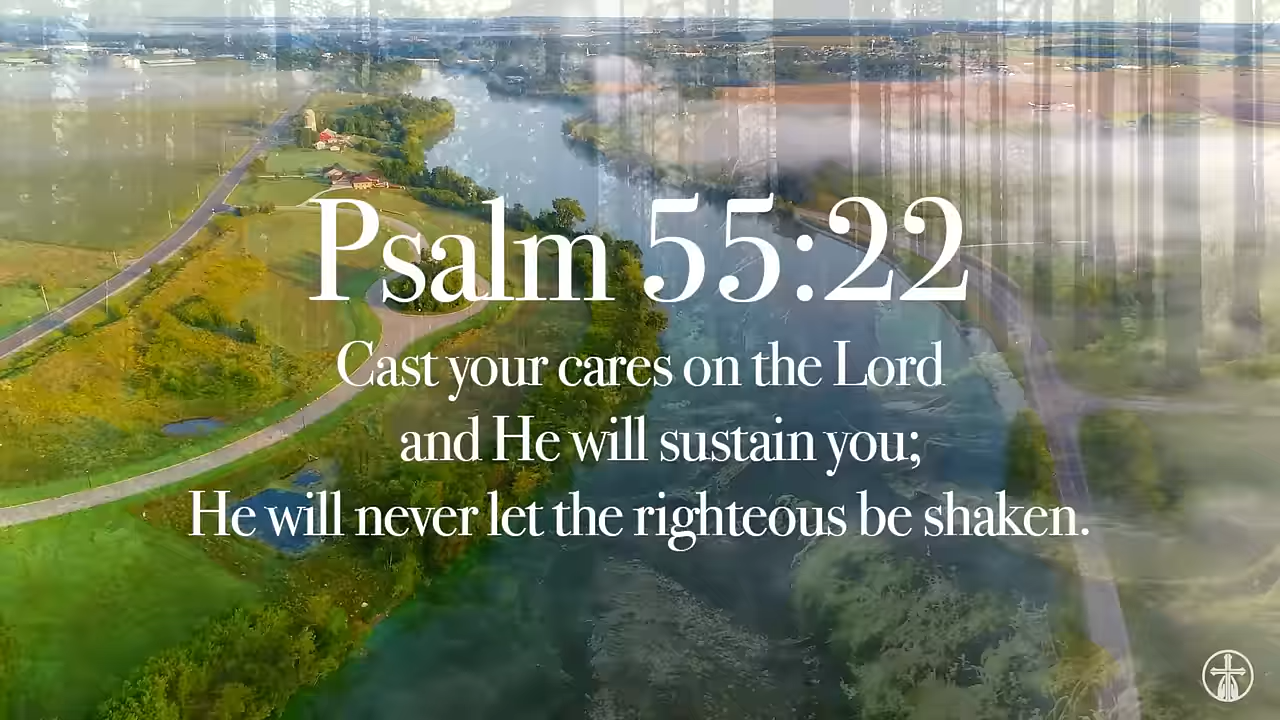 Psalm 55:22
Cast your cares on the Lord
and He will sustain you;
He will never let the righteous be shaken.